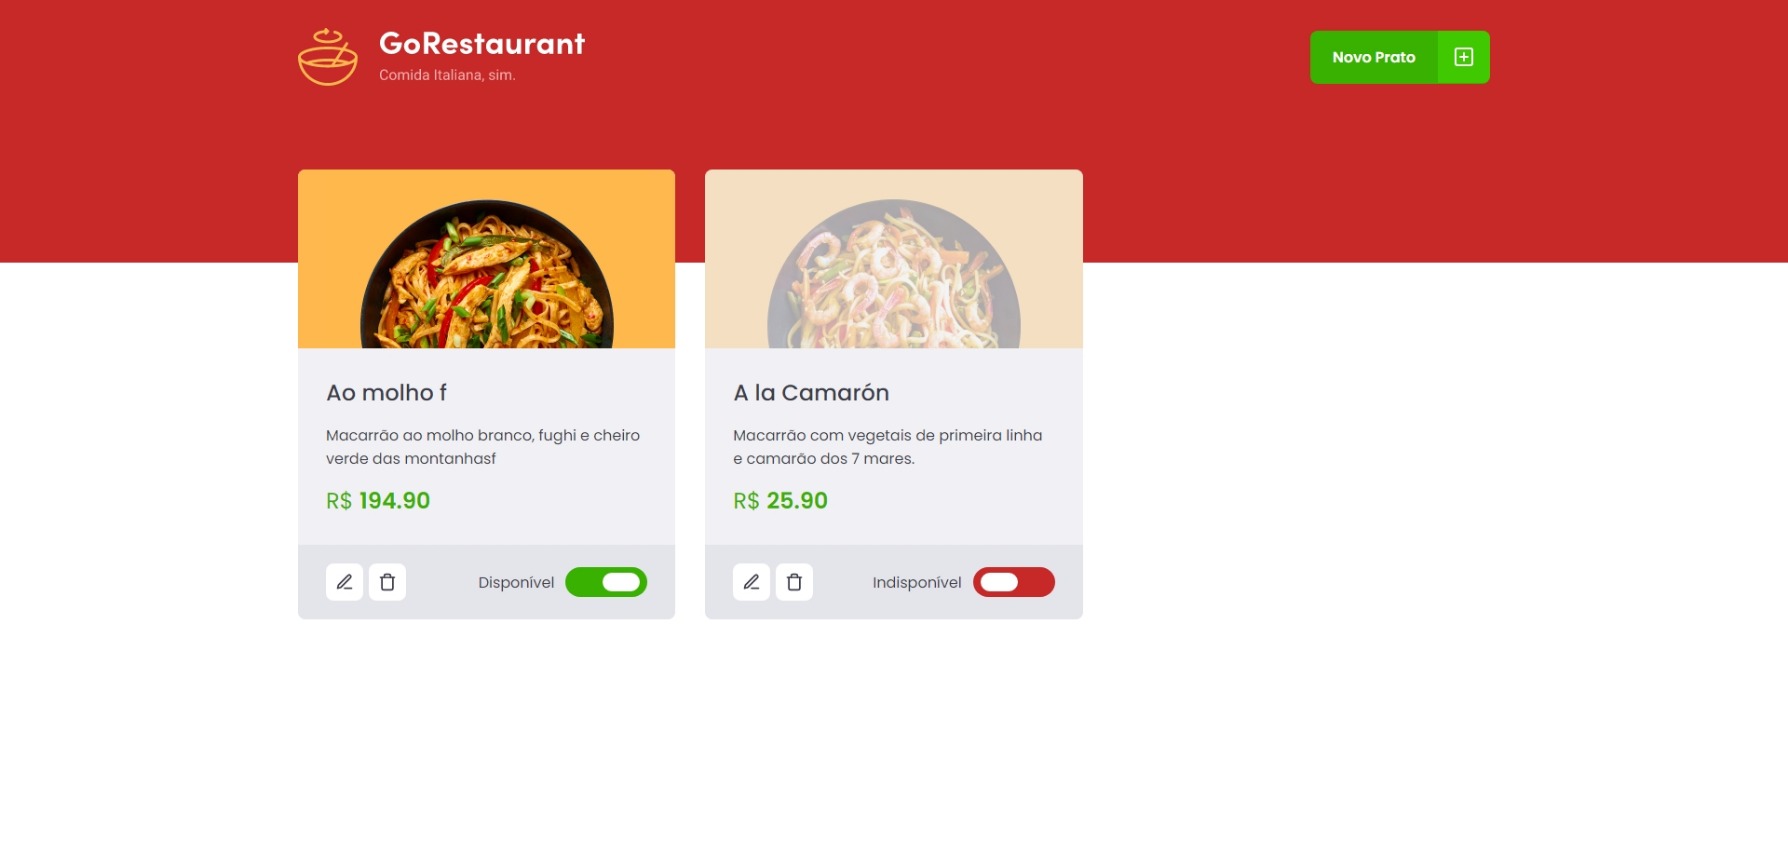 GoRestaurant
Comida Italiana, sim.
Novo Prato
Ao molho f
Macarrão ao molho branco, fughi e cheiro
verde das montanhasf
R$ 194.90
Disponível
A la Camarón
Macarrão com vegetais de primeira linha
e camarão dos 7 mares.
R$ 25.90
Indisponível